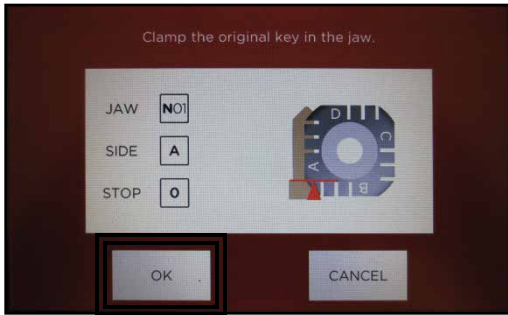 Clamp the original key in the jaw.
JAW N01
SIDE A
STOP 0
D
C
A
B
OK
CANCEL